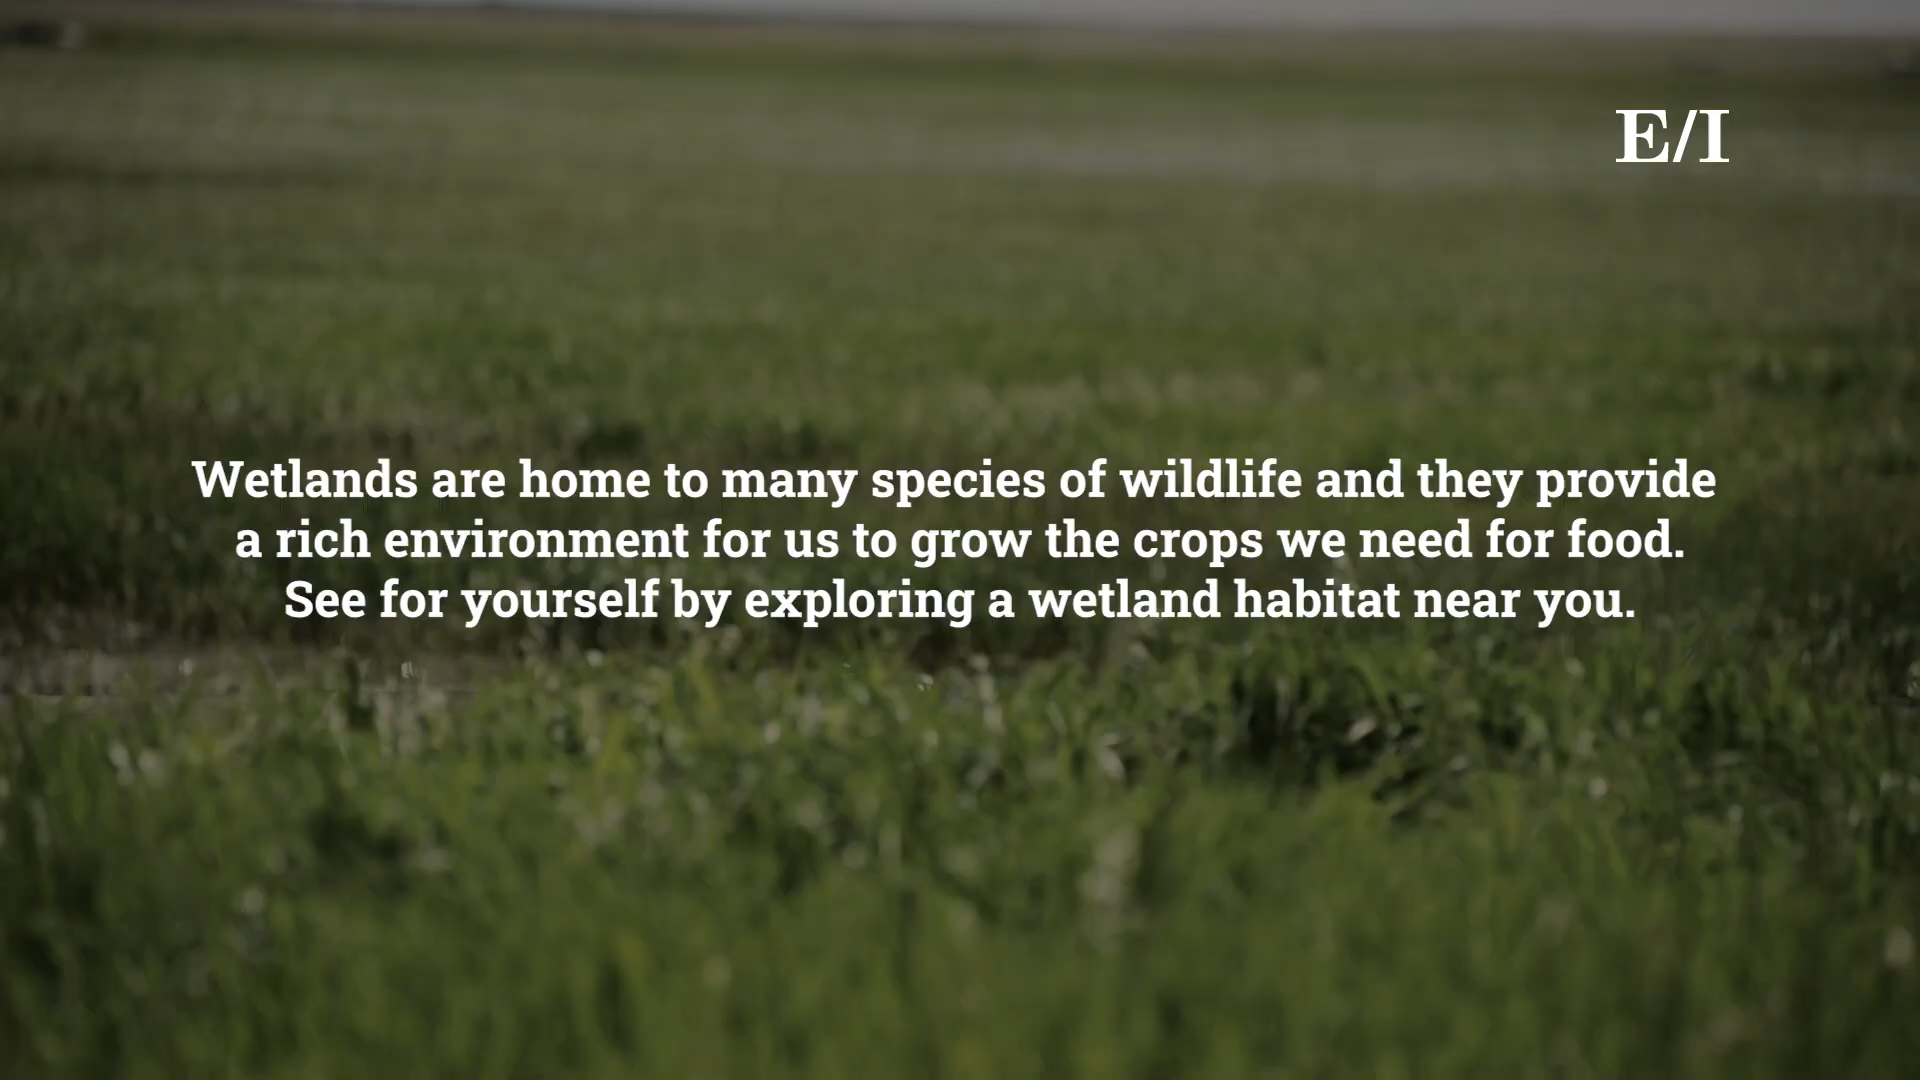 E/I
Wetlands are home to many species of wildlife and they provide
a rich environment for us to grow the crops we need for food.
See for yourself by exploring a wetland habitat near you.